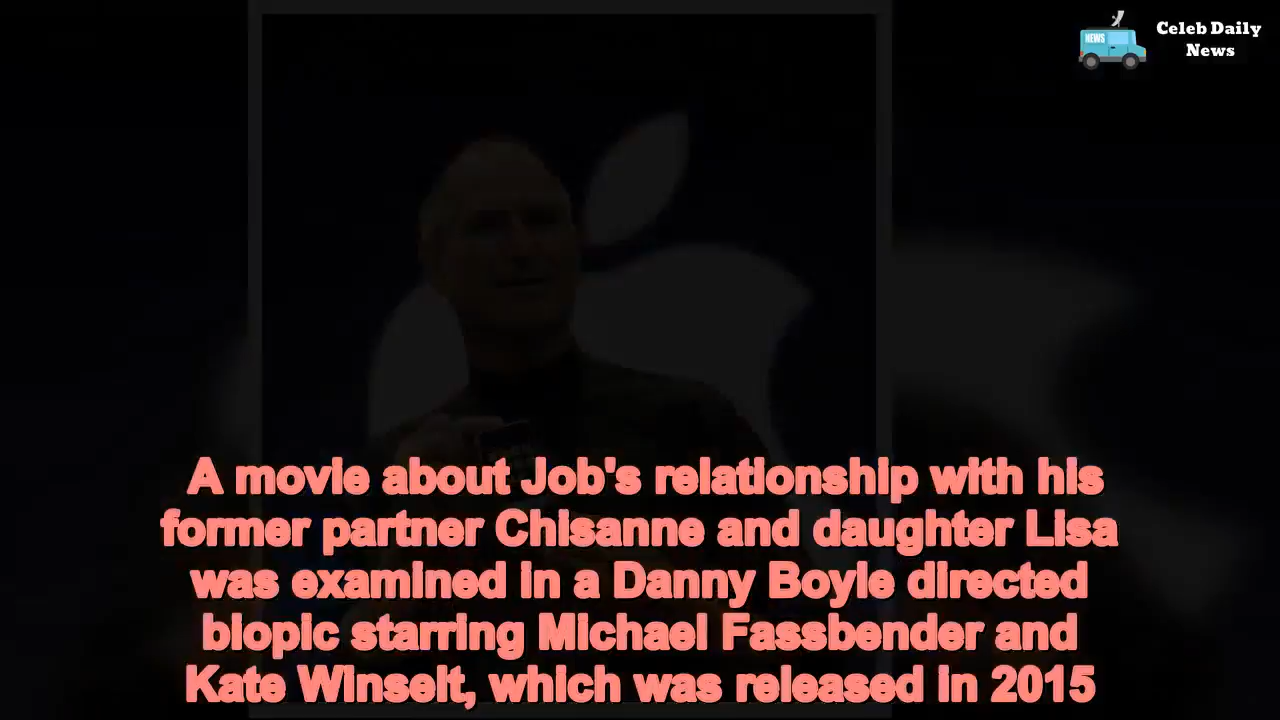 NEWS
Celeb Daily
News
A movie about Job's relationship with his
former partner Chisanne and daughter Lisa
was examined in a Danny Boyle directed
biopic starring Michael Fassbender and
Kate Winselt, which was released in 2015